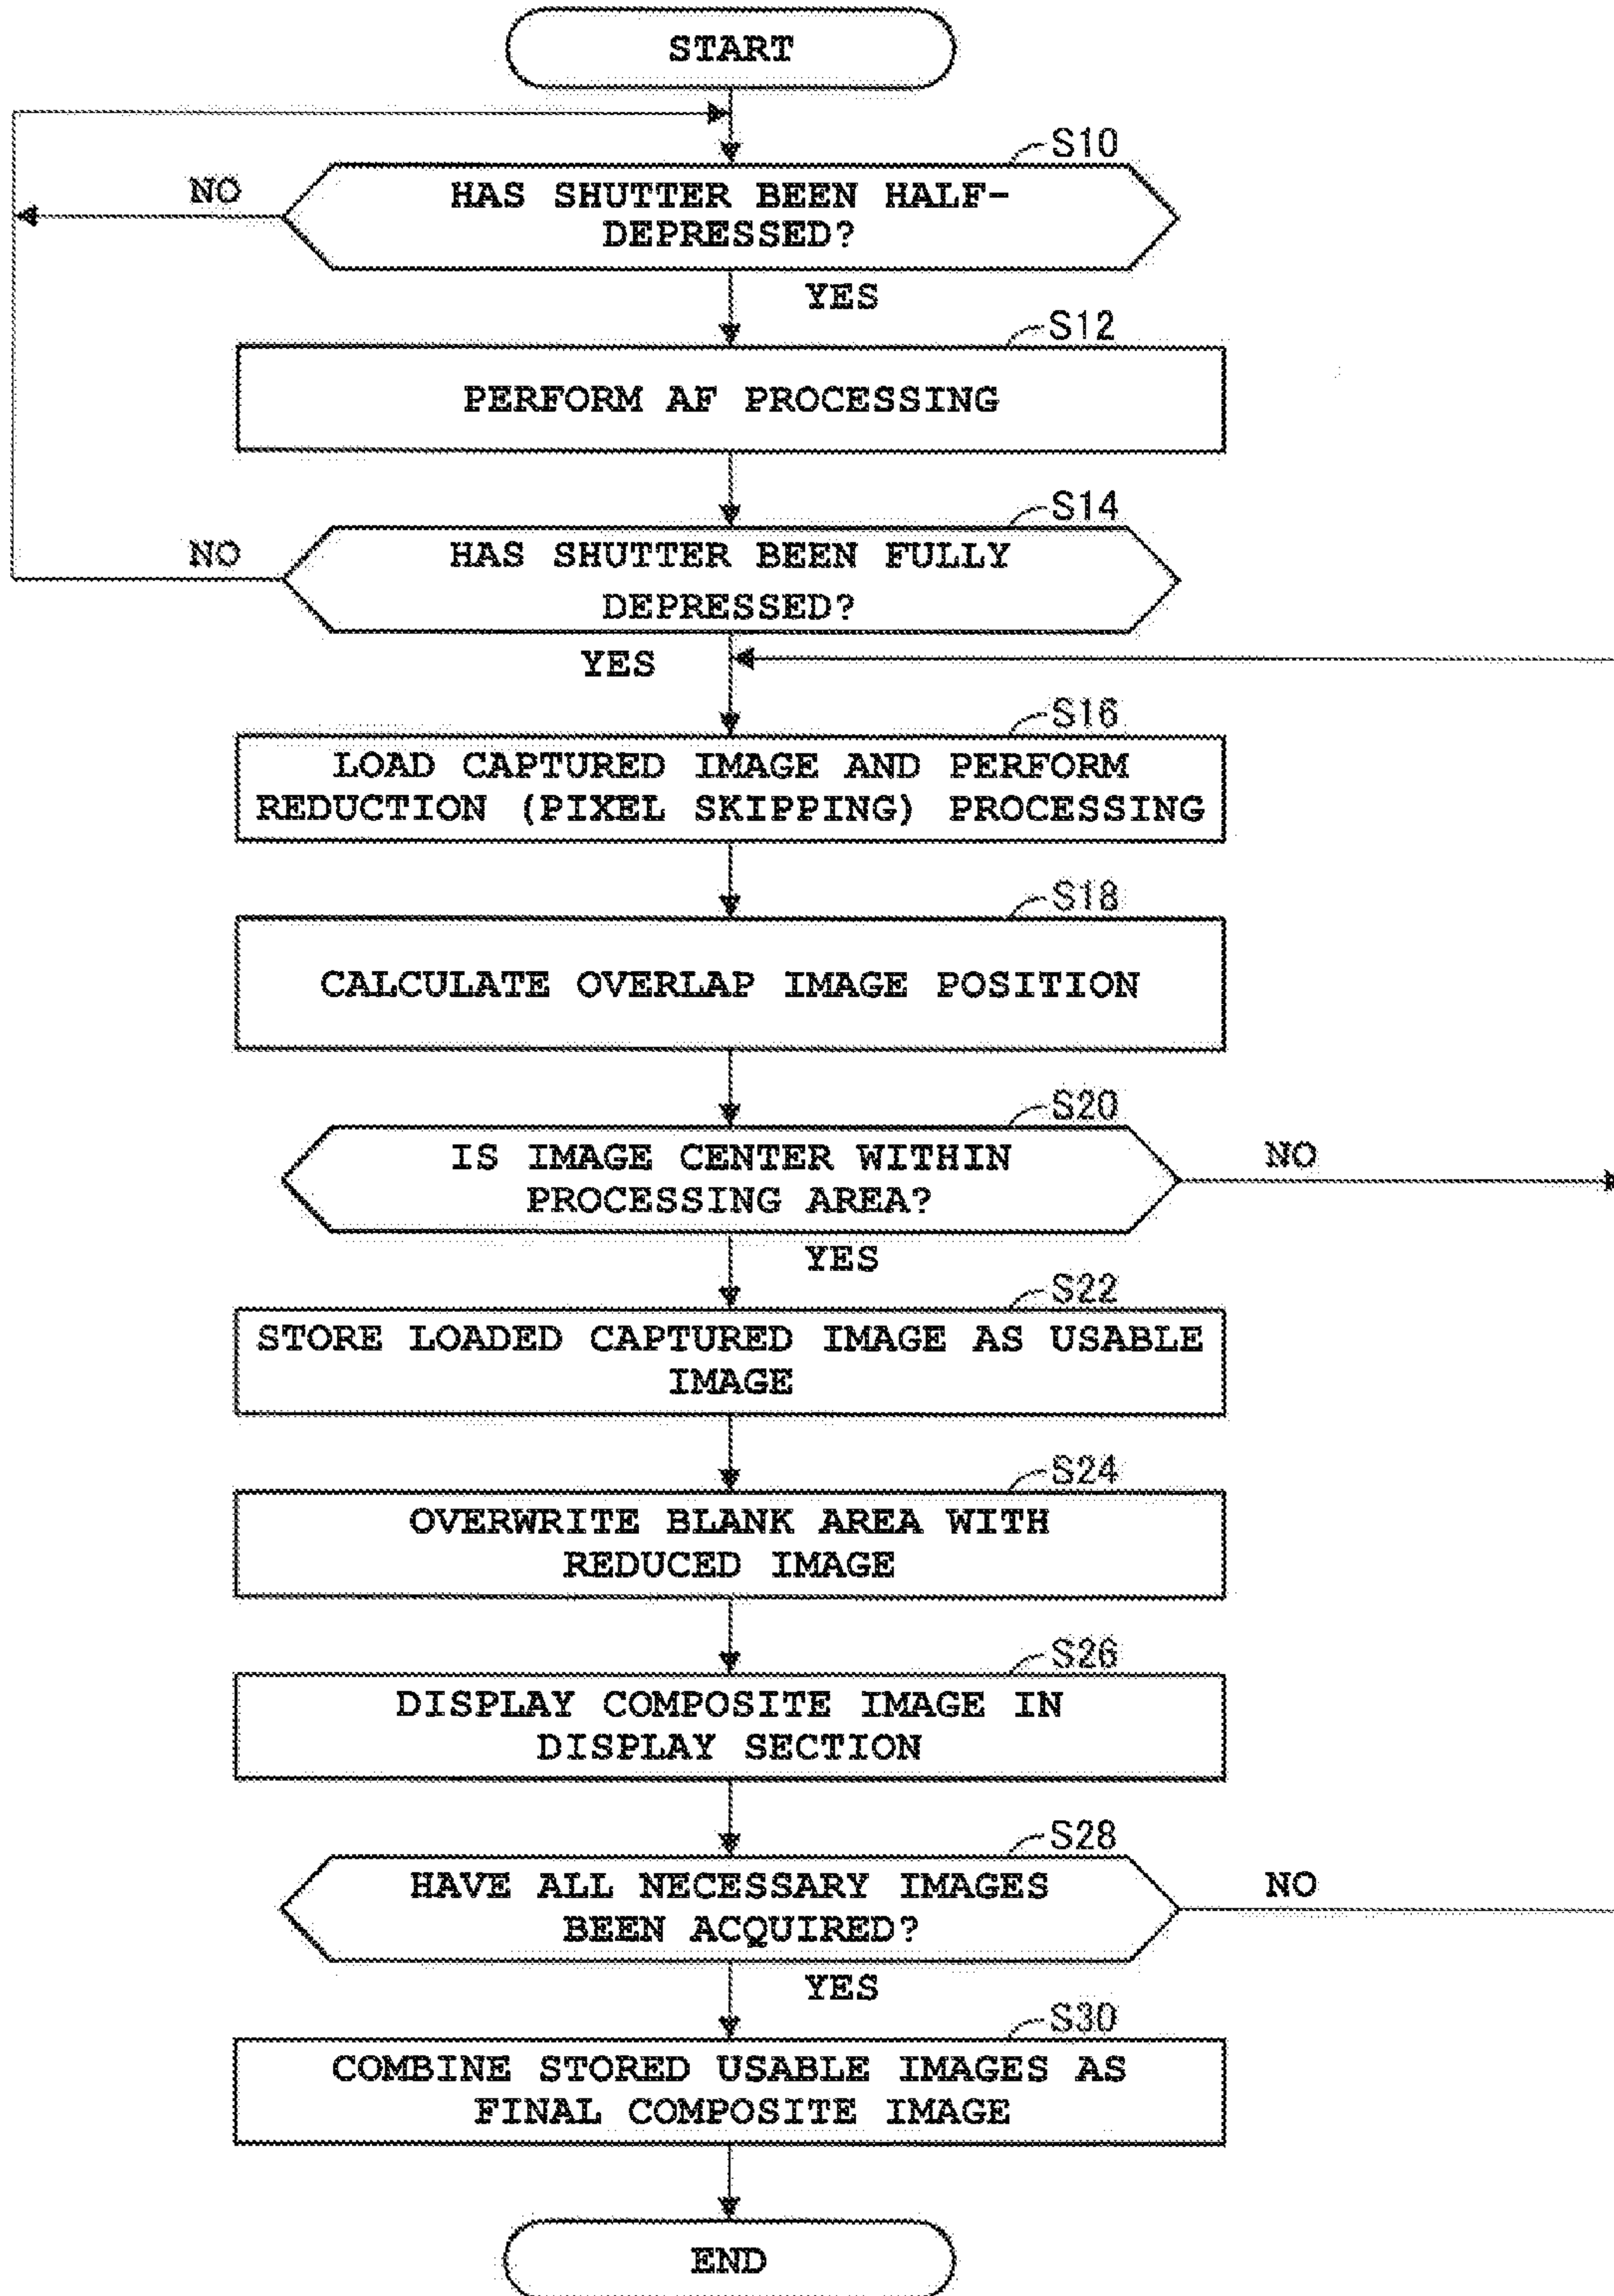 START
S10
NO
HAS SHUTTER BEEN HALF-
DEPRESSED?
YES
S12
PERFORM AF PROCESSING
S14
NO
HAS SHUTTER BEEN FULLY
DEPRESSED?
YES
S16
LOAD CAPTURED IMAGE AND PERFORM
REDUCTION (PIXEL SKIPPING) PROCESSING
S18
CALCULATE OVERLAP IMAGE POSITION
S20
IS IMAGE CENTER WITHIN
PROCESSING AREA?
NO
YES
S22
STORE LOADED CAPTURED IMAGE AS USABLE
IMAGE
S24
OVERWRITE BLANK AREA WITH
REDUCED IMAGE
S26
DISPLAY COMPOSITE IMAGE IN
DISPLAY SECTION
S28
HAVE ALL NECESSARY IMAGES
BEEN ACQUIRED?
NO
YES
S30
COMBINE STORED USABLE IMAGES AS
FINAL COMPOSITE IMAGE
END